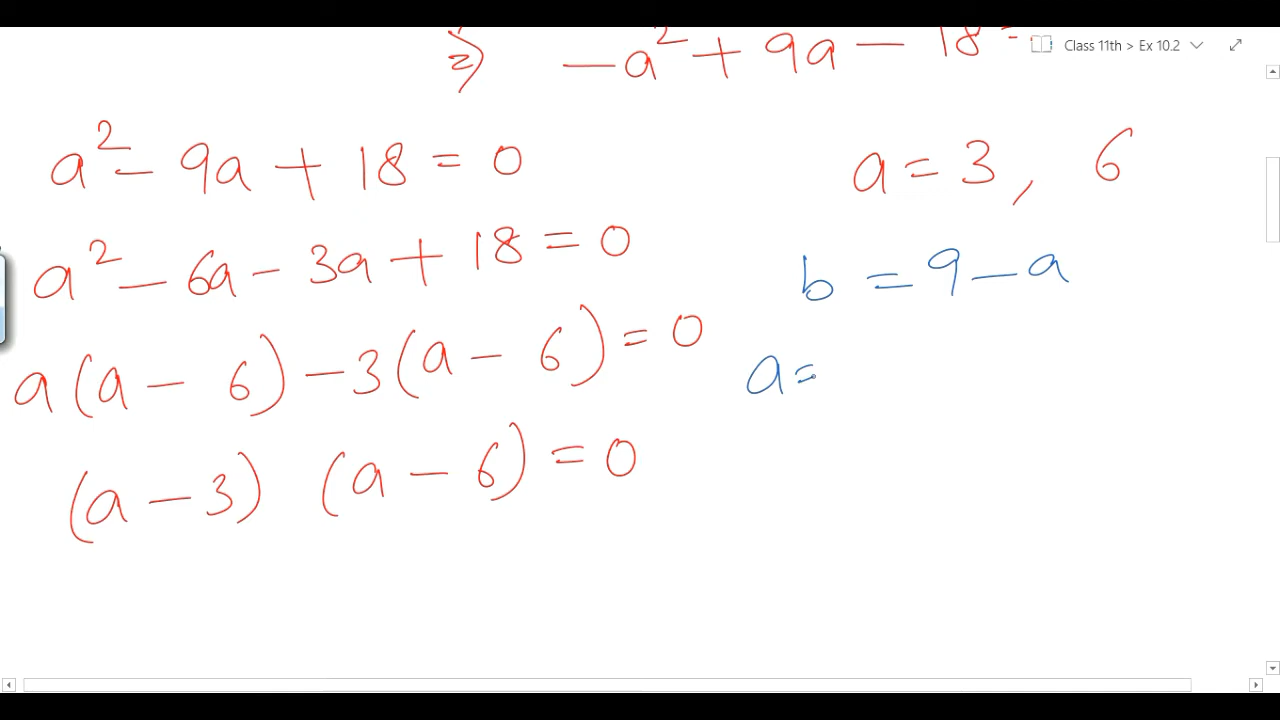 ⇒ -a² + 9a - 18 =
Class 11th > Ex 10.2
a² - 9a + 18 = 0
a = 3, 6
a² - 6a - 3a + 18 = 0
b = 9 - a
a(a - 6) - 3(a - 6) = 0
a =
(a - 3) (a - 6) = 0